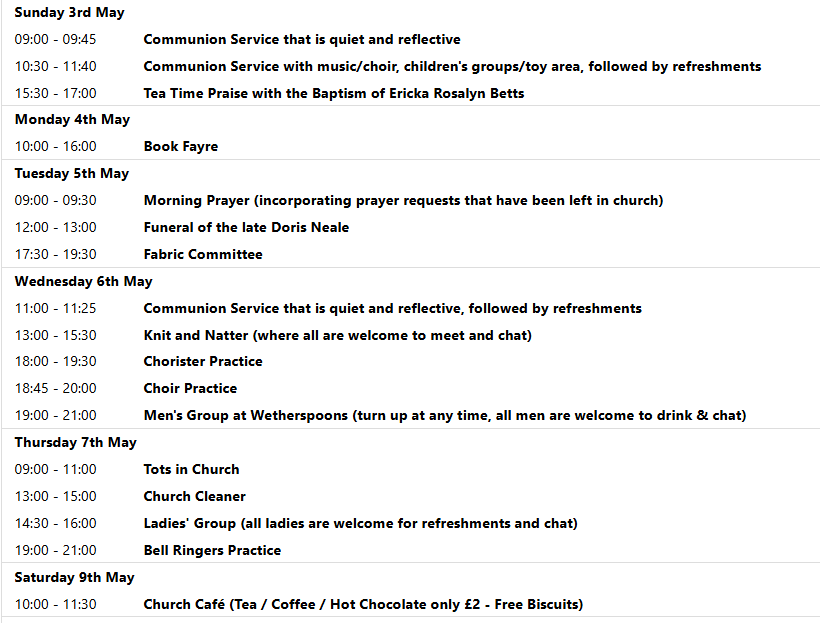 Sunday 3rd May
09:00 - 09:45 Communion Service that is quiet and reflective
10:30 - 11:40 Communion Service with music/choir, children's groups/toy area, followed by refreshments
15:30 - 17:00 Tea Time Praise with the Baptism of Ericka Rosalyn Betts
Monday 4th May
10:00 - 16:00 Book Fayre
Tuesday 5th May
09:00 - 09:30 Morning Prayer (incorporating prayer requests that have been left in church)
12:00 - 13:00 Funeral of the late Doris Neale
17:30 - 19:30 Fabric Committee
Wednesday 6th May
11:00 - 11:25 Communion Service that is quiet and reflective, followed by refreshments
13:00 - 15:30 Knit and Natter (where all are welcome to meet and chat)
18:00 - 19:30 Chorister Practice
18:45 - 20:00 Choir Practice
19:00 - 21:00 Men's Group at Wetherspoons (turn up at any time, all men are welcome to drink & chat)
Thursday 7th May
09:00 - 11:00 Tots in Church
13:00 - 15:00 Church Cleaner
14:30 - 16:00 Ladies' Group (all ladies are welcome for refreshments and chat)
19:00 - 21:00 Bell Ringers Practice
Saturday 9th May
10:00 - 11:30 Church Café (Tea / Coffee / Hot Chocolate only £2 - Free Biscuits)